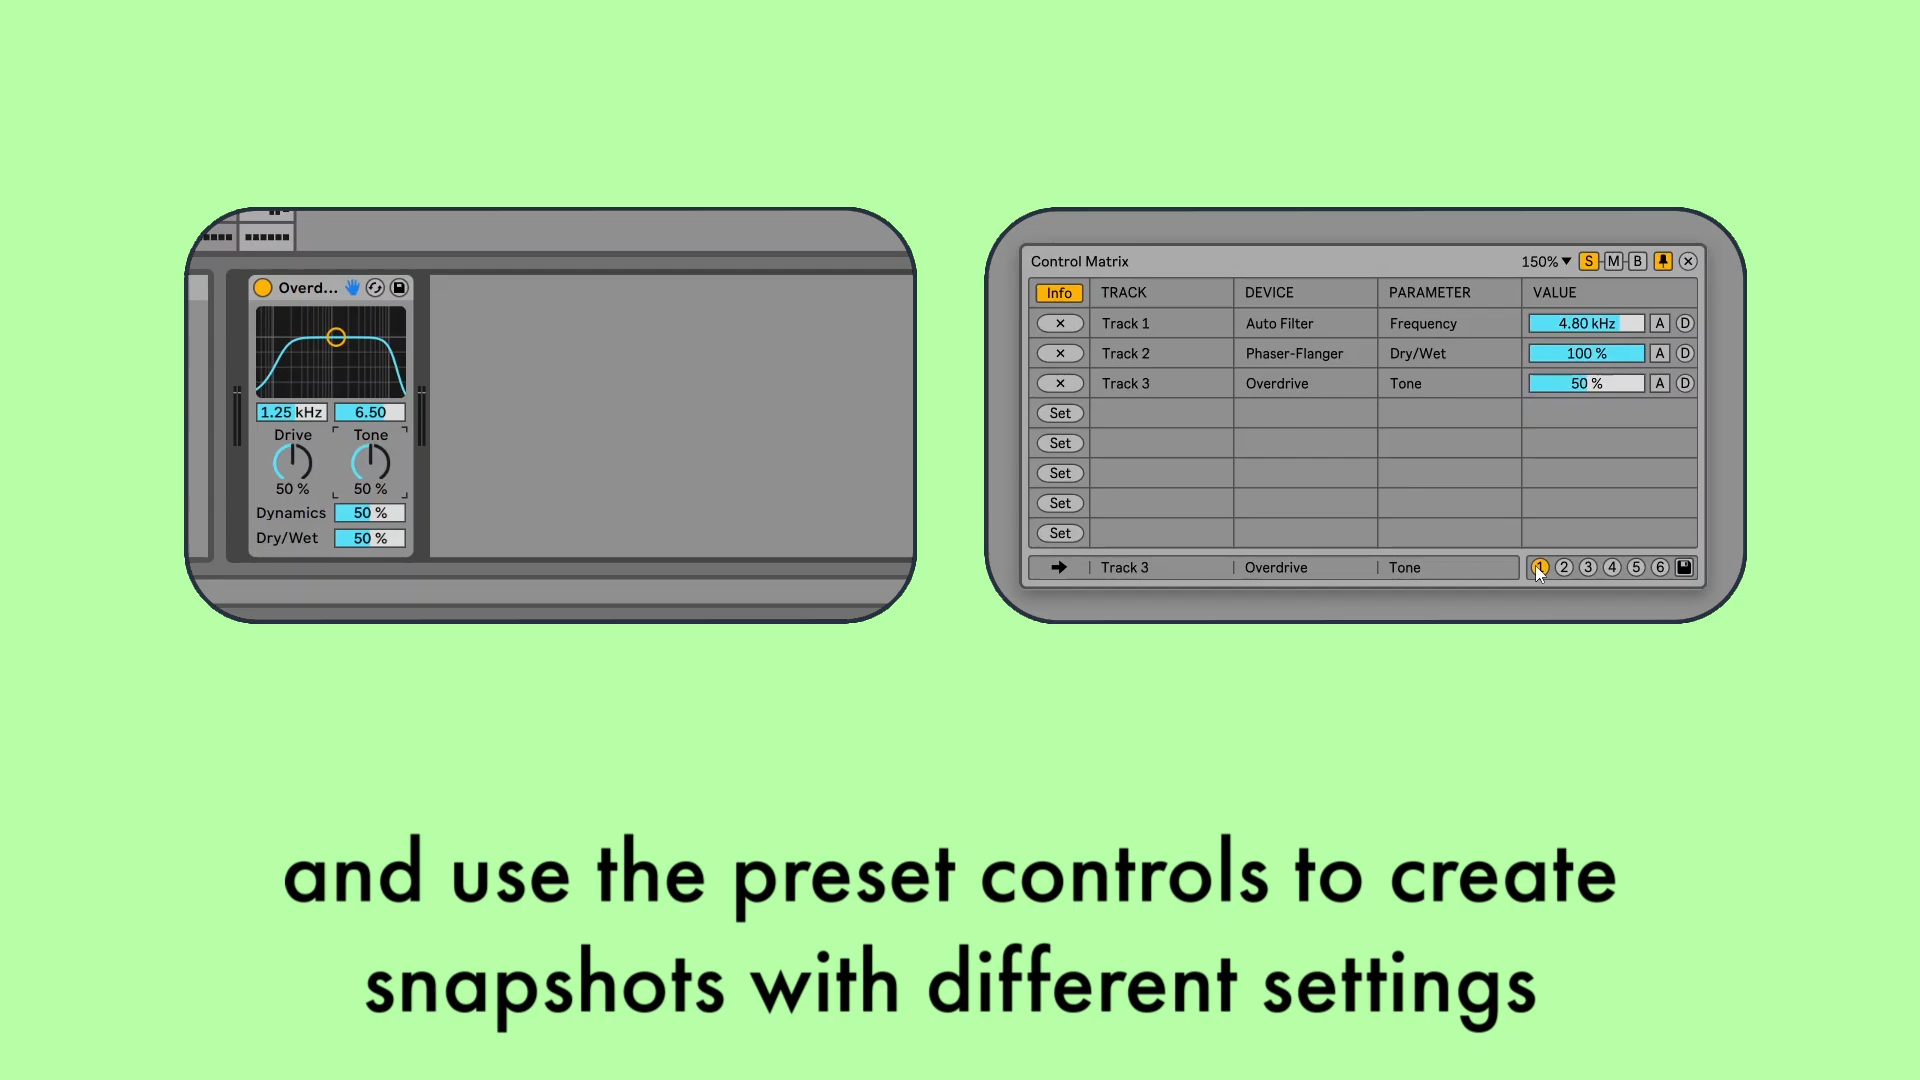 Overd...
1.25 kHz 6.50
Drive Tone
50 % 50 %
Dynamics 50 %
Dry/Wet 50 %
Control Matrix 150% S M B
Info TRACK DEVICE PARAMETER VALUE
Track 1 Auto Filter Frequency 4.80 kHz A D
Track 2 Phaser-Flanger Dry/Wet 100 % A D
Track 3 Overdrive Tone 50 % A D
Set
Set
Set
Set
Set
Track 3 Overdrive Tone 1 2 3 4 5 6
and use the preset controls to create
snapshots with different settings